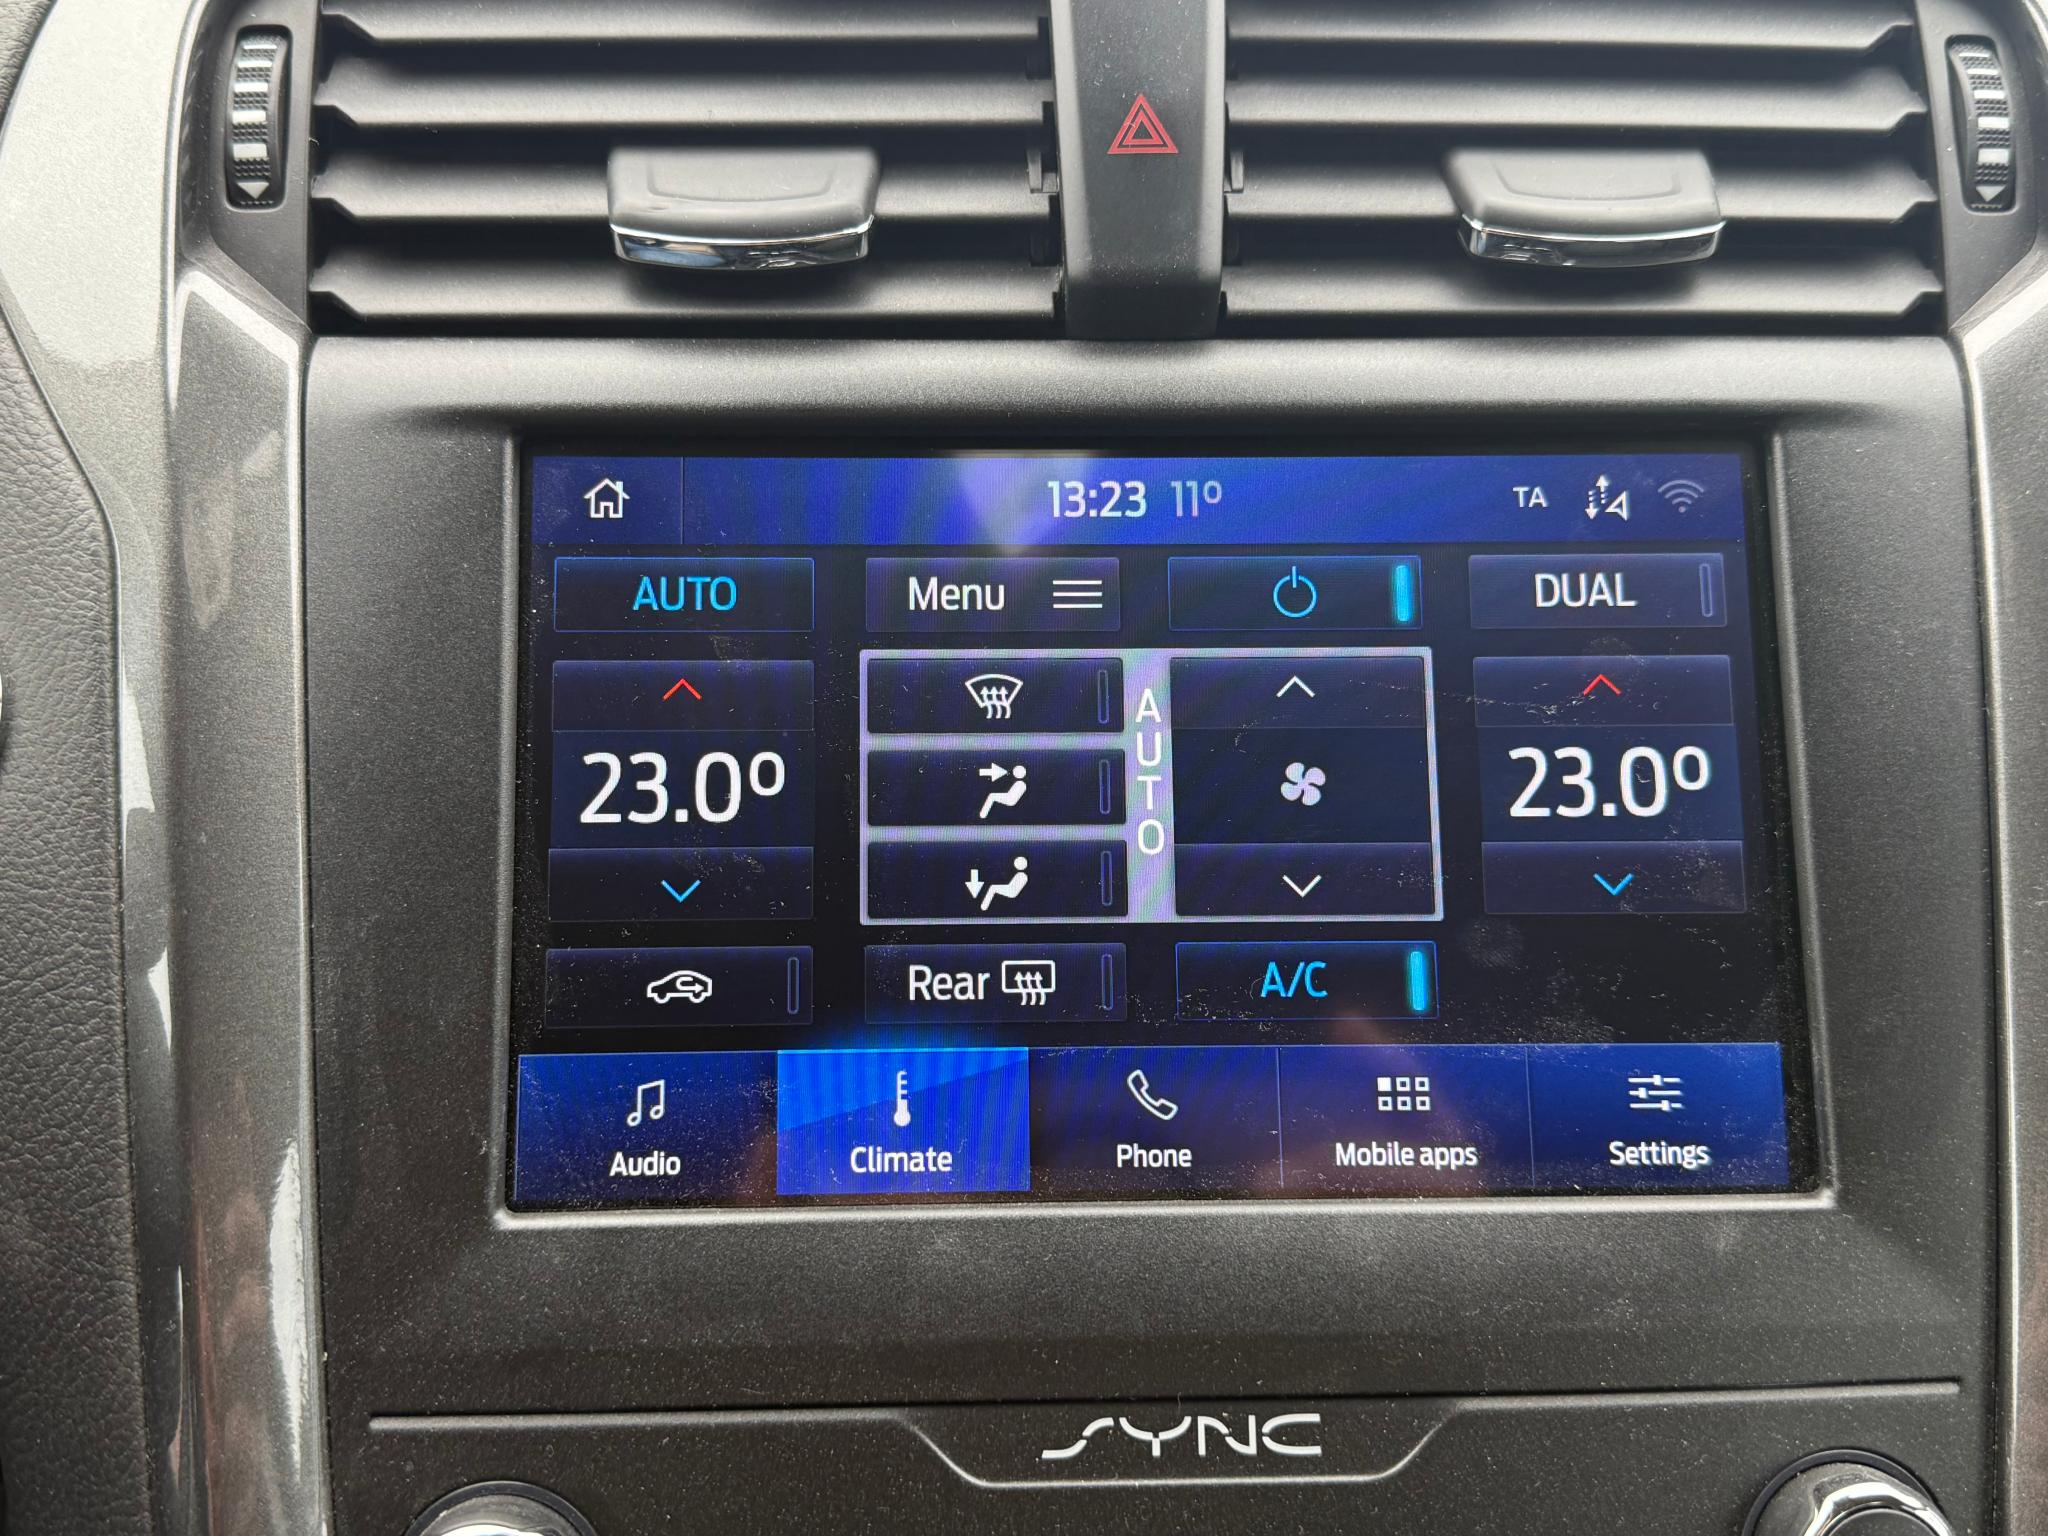 13:23 11° TA
AUTO Menu DUAL
23.0° AUTO 23.0°
Rear A/C
Audio Climate Phone Mobile apps Settings
SYNC